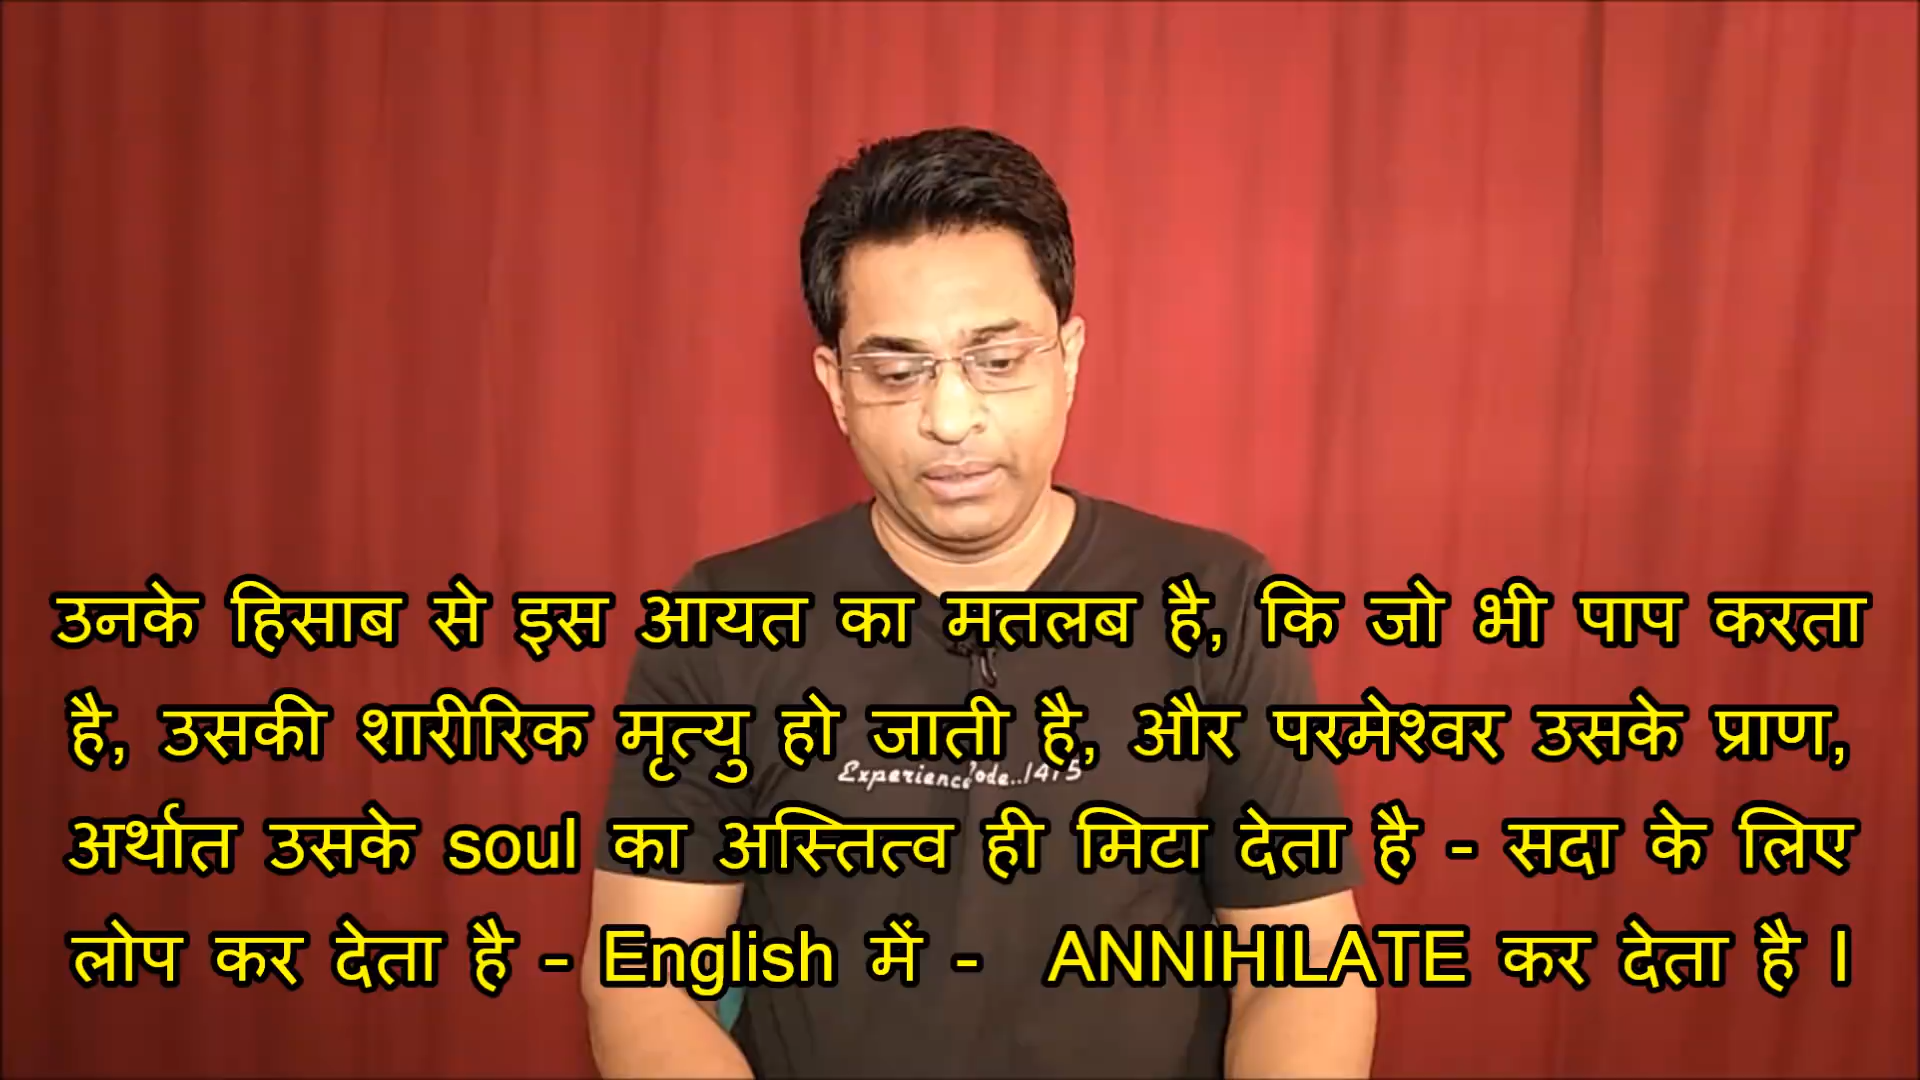 उनके हिसाब से इस आयत का मतलब है, कि जो भी पाप करता
है, उसकी शारीरिक मृत्यु हो जाती है, और परमेश्वर उसके प्राण,
Experience
अर्थात उसके soul का अस्तित्व ही मिटा देता है - सदा के लिए
लोप कर देता है - English में - ANNIHILATE कर देता है ।